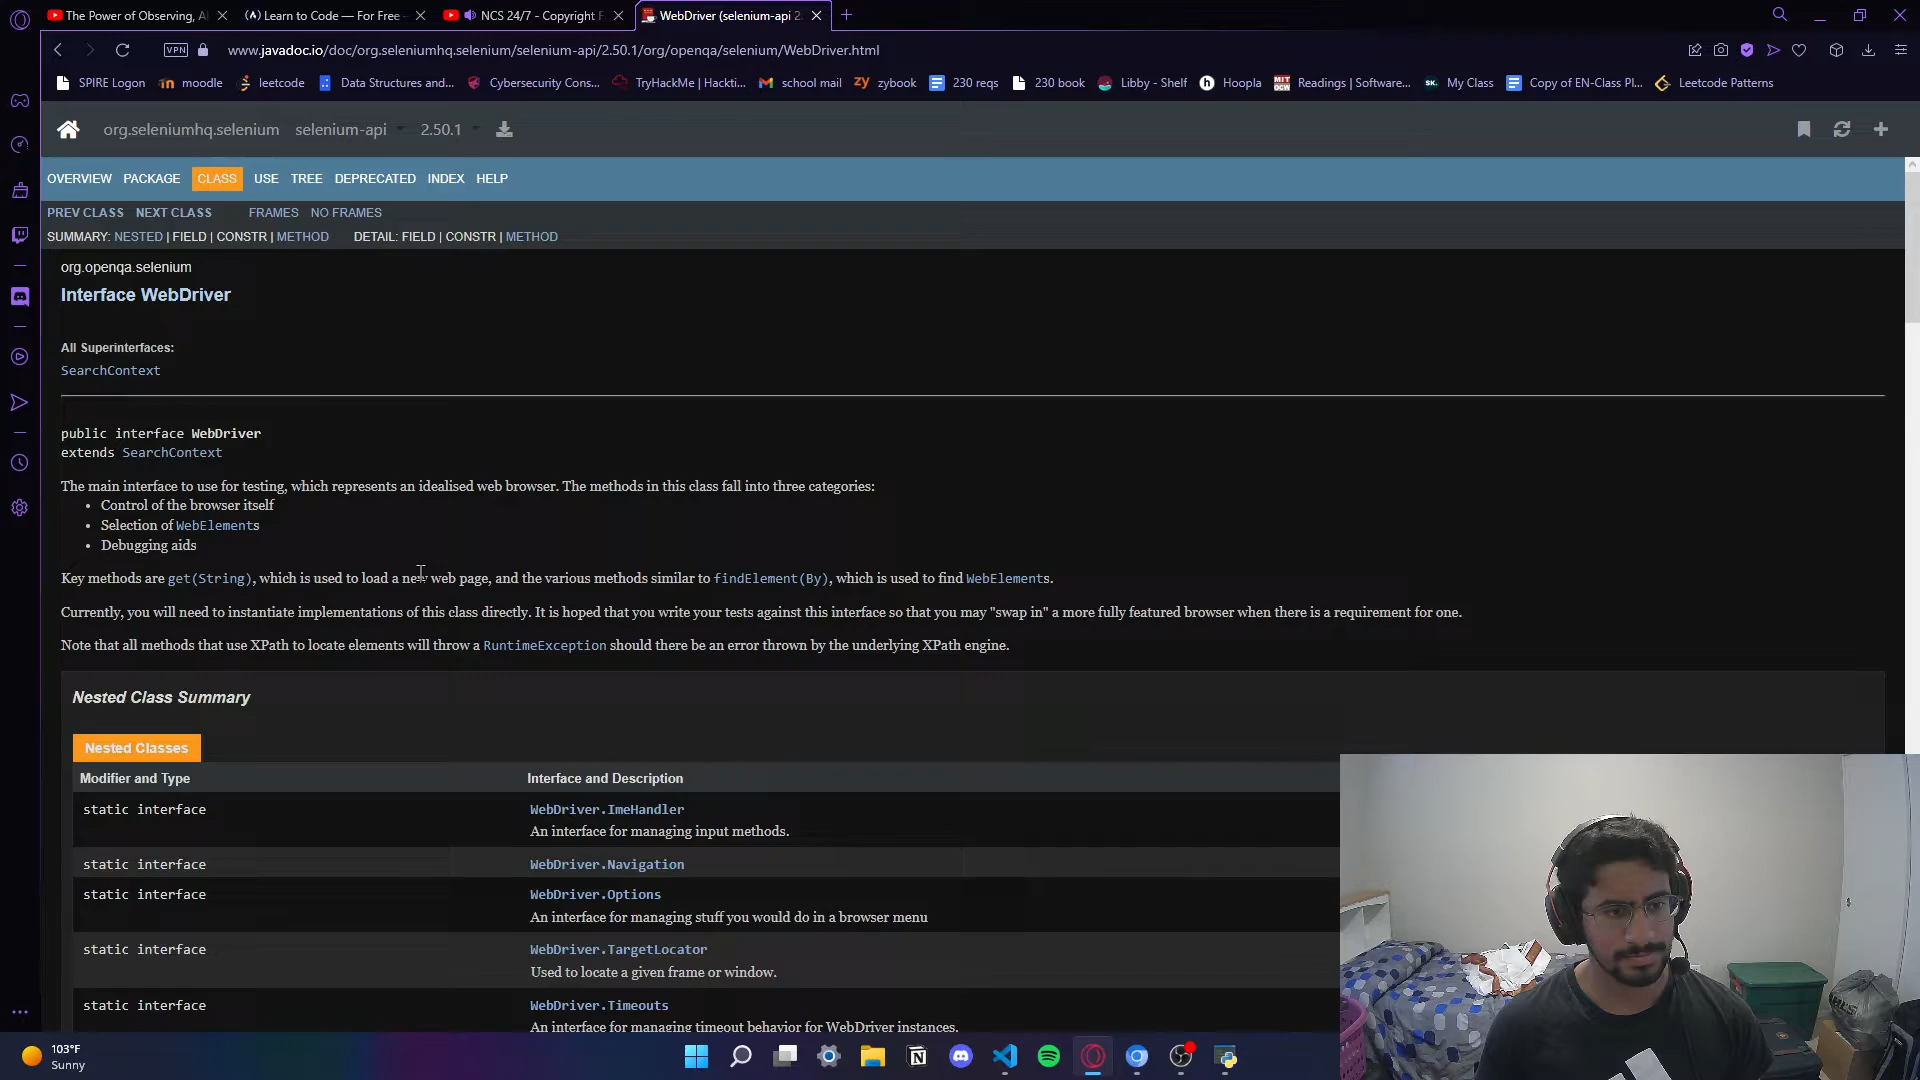 The Power of Observing, A
Learn to Code — For Free
NCS 24/7 - Copyright F
WebDriver (selenium-api 2.
VPN
www.javadoc.io/doc/org.seleniumhq.selenium/selenium-api/2.50.1/org/openqa/selenium/WebDriver.html
SPIRE Logon
moodle
leetcode
Data Structures and...
Cybersecurity Cons...
TryHackMe | Hackti...
school mail
zybook
230 reqs
230 book
Libby - Shelf
Hoopla
Readings | Software...
My Class
Copy of EN-Class Pl...
Leetcode Patterns
org.seleniumhq.selenium selenium-api 2.50.1
OVERVIEW PACKAGE CLASS USE TREE DEPRECATED INDEX HELP
PREV CLASS NEXT CLASS FRAMES NO FRAMES
SUMMARY: NESTED | FIELD | CONSTR | METHOD DETAIL: FIELD | CONSTR | METHOD
org.openqa.selenium
Interface WebDriver
All Superinterfaces:
SearchContext
public interface WebDriver
extends SearchContext
The main interface to use for testing, which represents an idealised web browser. The methods in this class fall into three categories:
• Control of the browser itself
• Selection of WebElements
• Debugging aids
Key methods are get(String), which is used to load a new web page, and the various methods similar to findElement(By), which is used to find WebElements.
Currently, you will need to instantiate implementations of this class directly. It is hoped that you write your tests against this interface so that you may "swap in" a more fully featured browser when there is a requirement for one.
Note that all methods that use XPath to locate elements will throw a RuntimeException should there be an error thrown by the underlying XPath engine.
Nested Class Summary
Nested Classes
Modifier and Type Interface and Description
static interface WebDriver.ImeHandler
An interface for managing input methods.
static interface WebDriver.Navigation
static interface WebDriver.Options
An interface for managing stuff you would do in a browser menu
static interface WebDriver.TargetLocator
Used to locate a given frame or window.
static interface WebDriver.Timeouts
An interface for managing timeout behavior for WebDriver instances.
103°F
Sunny